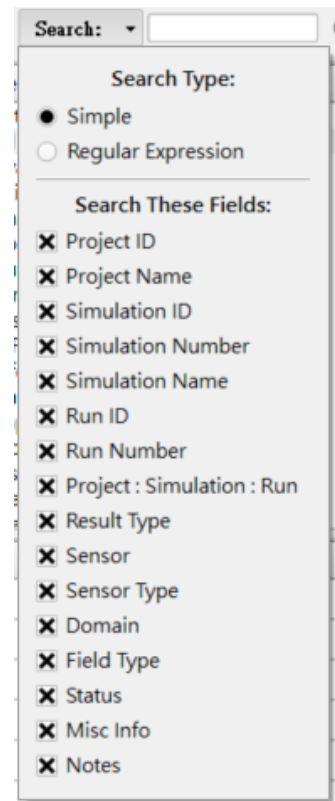 Search:
Search Type:
Simple
Regular Expression
Search These Fields:
Project ID
Project Name
Simulation ID
Simulation Number
Simulation Name
Run ID
Run Number
Project : Simulation : Run
Result Type
Sensor
Sensor Type
Domain
Field Type
Status
Misc Info
Notes